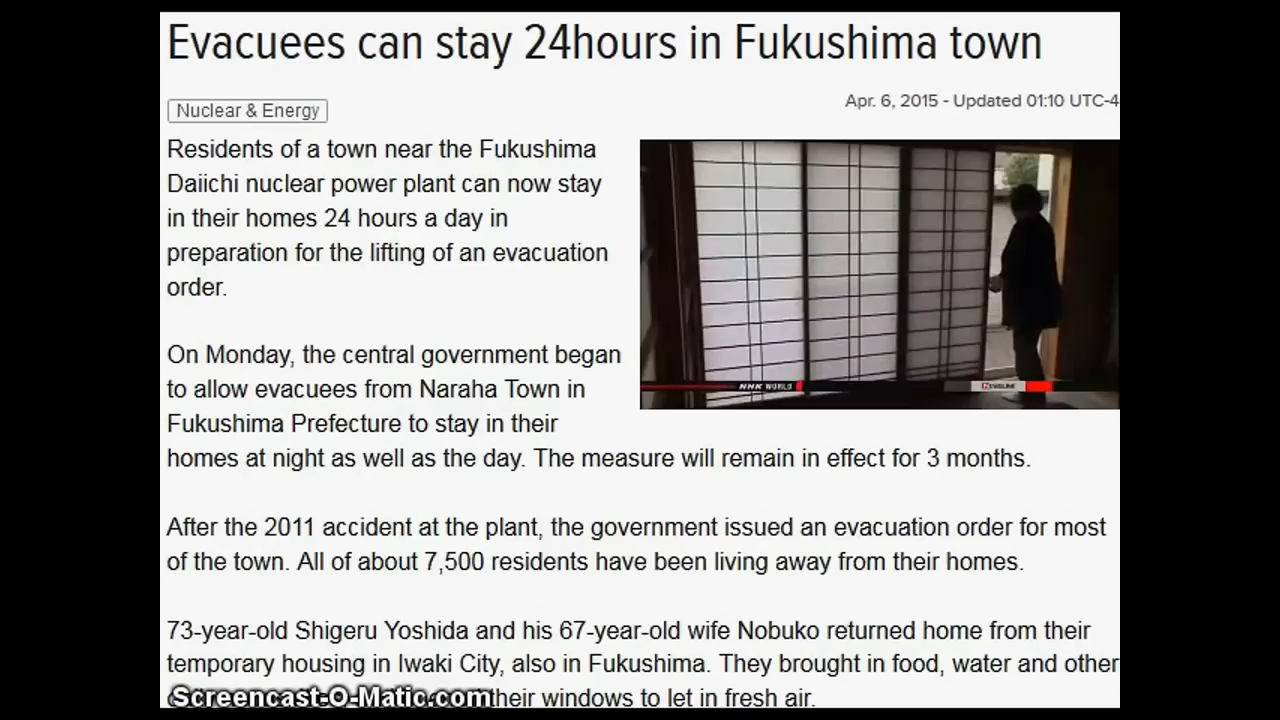 Evacuees can stay 24hours in Fukushima town
Nuclear & Energy
Apr. 6, 2015 - Updated 01:10 UTC-4
Residents of a town near the Fukushima
Daiichi nuclear power plant can now stay
in their homes 24 hours a day in
preparation for the lifting of an evacuation
order.
NHK WORLD
NEWSLINE
On Monday, the central government began
to allow evacuees from Naraha Town in
Fukushima Prefecture to stay in their
homes at night as well as the day. The measure will remain in effect for 3 months.
After the 2011 accident at the plant, the government issued an evacuation order for most
of the town. All of about 7,500 residents have been living away from their homes.
73-year-old Shigeru Yoshida and his 67-year-old wife Nobuko returned home from their
temporary housing in Iwaki City, also in Fukushima. They brought in food, water and other
Screencast-O-Matic.com their windows to let in fresh air.